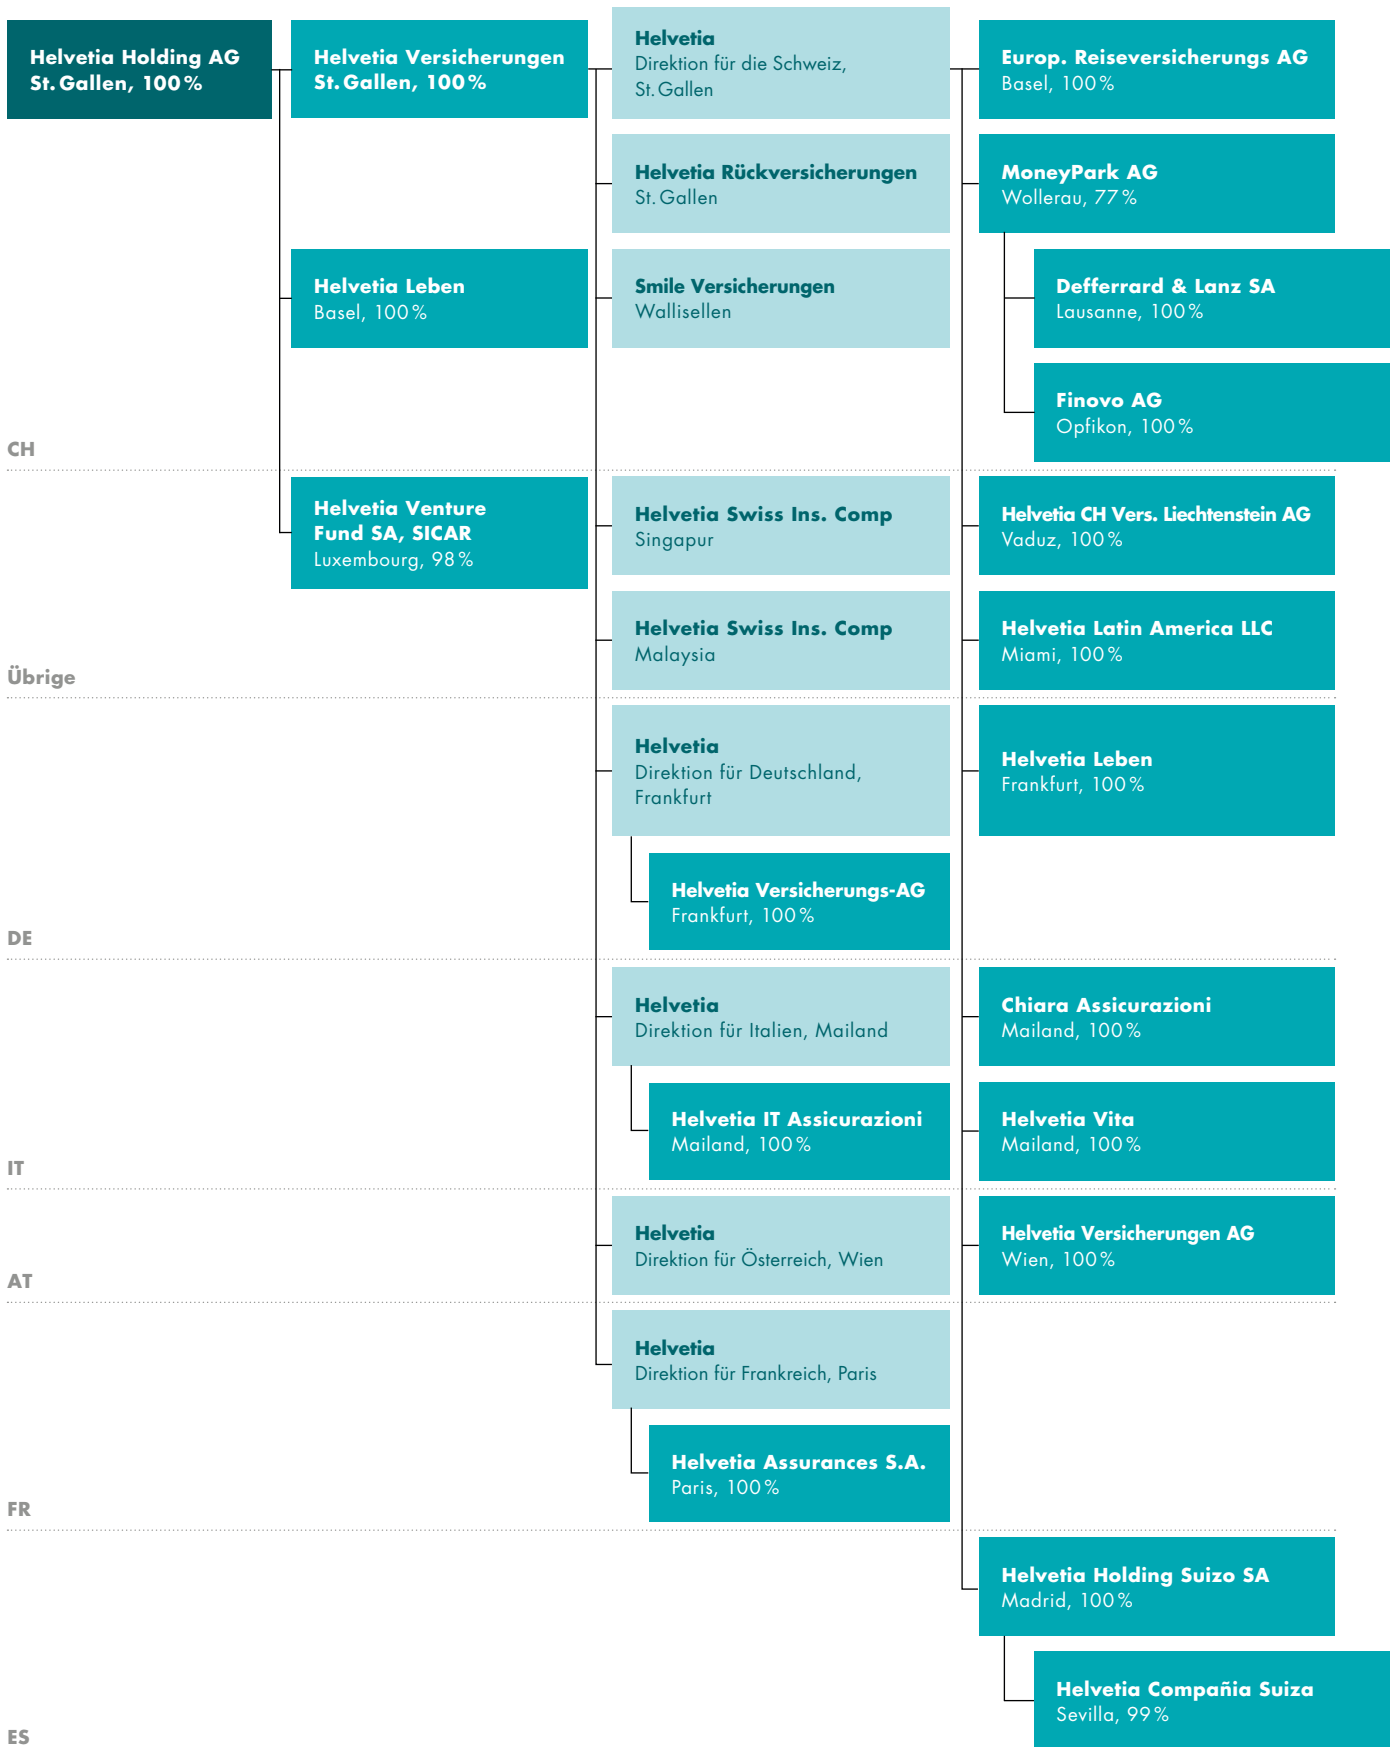 Helvetia Holding AG
St. Gallen, 100 %
Helvetia Versicherungen
St. Gallen, 100 %
Helvetia
Direktion für die Schweiz,
St. Gallen
Europ. Reiseversicherungs AG
Basel, 100 %
Helvetia Rückversicherungen
St. Gallen
MoneyPark AG
Wollerau, 77 %
Helvetia Leben
Basel, 100 %
Smile Versicherungen
Wallisellen
Defferrard & Lanz SA
Lausanne, 100 %
Finovo AG
Opfikon, 100 %
CH
Helvetia Venture
Fund SA, SICAR
Luxembourg, 98 %
Helvetia Swiss Ins. Comp
Singapur
Helvetia CH Vers. Liechtenstein AG
Vaduz, 100 %
Helvetia Swiss Ins. Comp
Malaysia
Helvetia Latin America LLC
Miami, 100 %
Übrige
Helvetia
Direktion für Deutschland,
Frankfurt
Helvetia Leben
Frankfurt, 100 %
Helvetia Versicherungs-AG
Frankfurt, 100 %
DE
Helvetia
Direktion für Italien, Mailand
Chiara Assicurazioni
Mailand, 100 %
Helvetia IT Assicurazioni
Mailand, 100 %
Helvetia Vita
Mailand, 100 %
IT
Helvetia
Direktion für Österreich, Wien
Helvetia Versicherungen AG
Wien, 100 %
AT
Helvetia
Direktion für Frankreich, Paris
Helvetia Assurances S.A.
Paris, 100 %
FR
Helvetia Holding Suizo SA
Madrid, 100 %
Helvetia Compañia Suiza
Sevilla, 99 %
ES